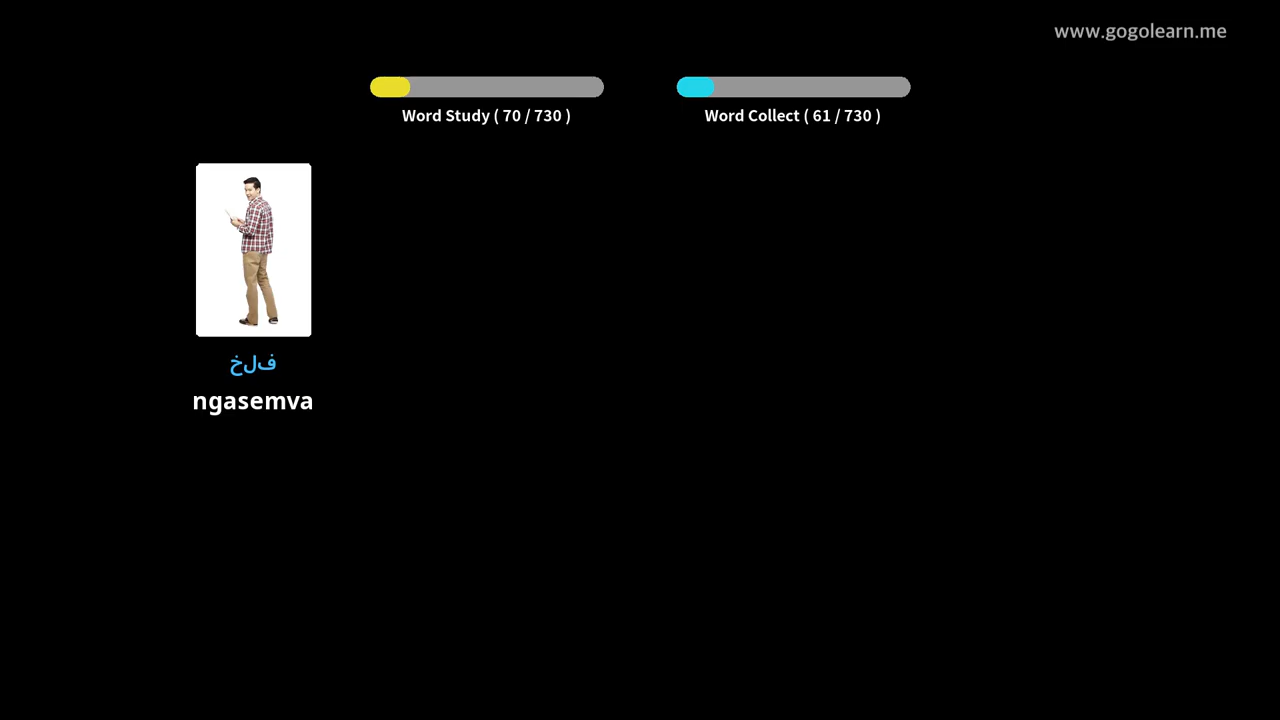 www.gogolearn.me
Word Study ( 70 / 730 )
Word Collect ( 61 / 730 )
خلف
ngasemva